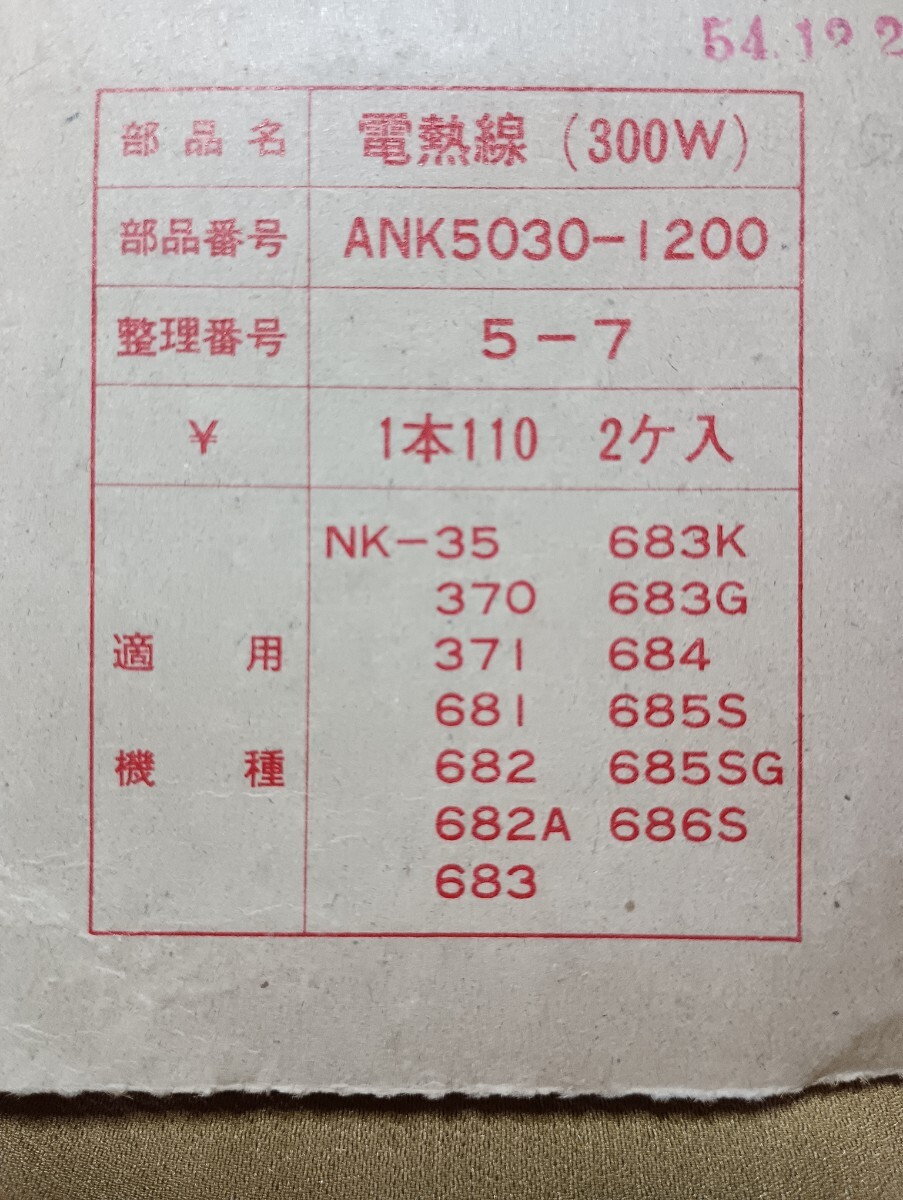 54.12.2
部品名 電熱線(300W)
部品番号 ANK5030-1200
整理番号 5-7
¥ 1本110 2ケ入
適用機種
NK-35 683K
370 683G
371 684
681 685S
682 685SG
682A 686S
683